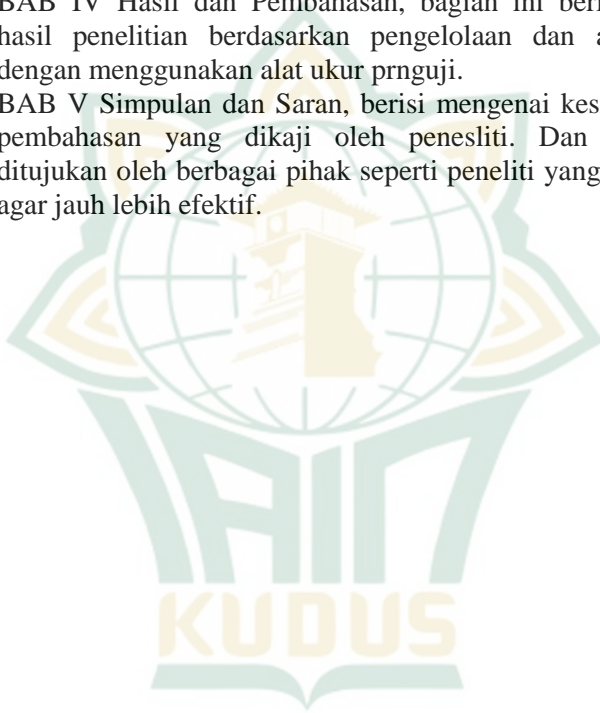 BAB IV Hasil dan Pembahasan, bagian ini beri
hasil penelitian berdasarkan pengelolaan dan a
dengan menggunakan alat ukur prnguji.
BAB V Simpulan dan Saran, berisi mengenai kes
pembahasan yang dikaji oleh penesliti. Dan
ditujukan oleh berbagai pihak seperti peneliti yang
agar jauh lebih efektif.
IAIN
KUDUS